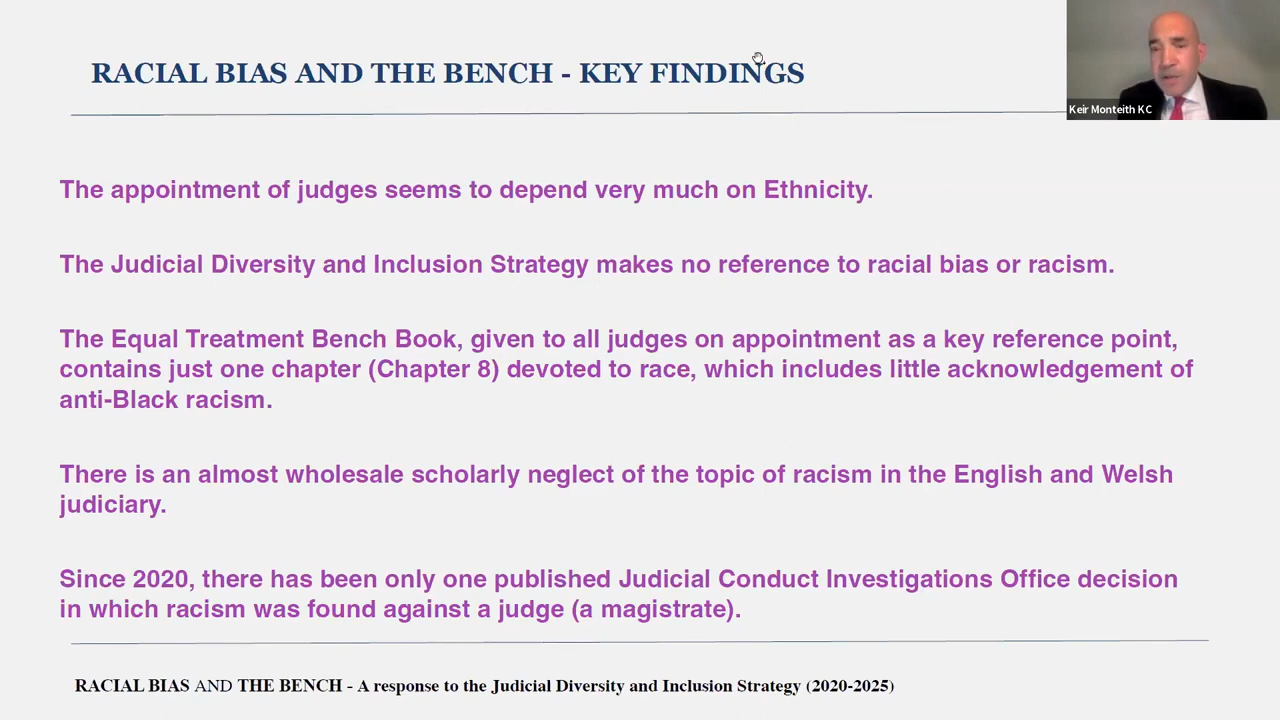 RACIAL BIAS AND THE BENCH - KEY FINDINGS
Keir Monteith KC
The appointment of judges seems to depend very much on Ethnicity.
The Judicial Diversity and Inclusion Strategy makes no reference to racial bias or racism.
The Equal Treatment Bench Book, given to all judges on appointment as a key reference point,
contains just one chapter (Chapter 8) devoted to race, which includes little acknowledgement of
anti-Black racism.
There is an almost wholesale scholarly neglect of the topic of racism in the English and Welsh
judiciary.
Since 2020, there has been only one published Judicial Conduct Investigations Office decision
in which racism was found against a judge (a magistrate).
RACIAL BIAS AND THE BENCH - A response to the Judicial Diversity and Inclusion Strategy (2020-2025)